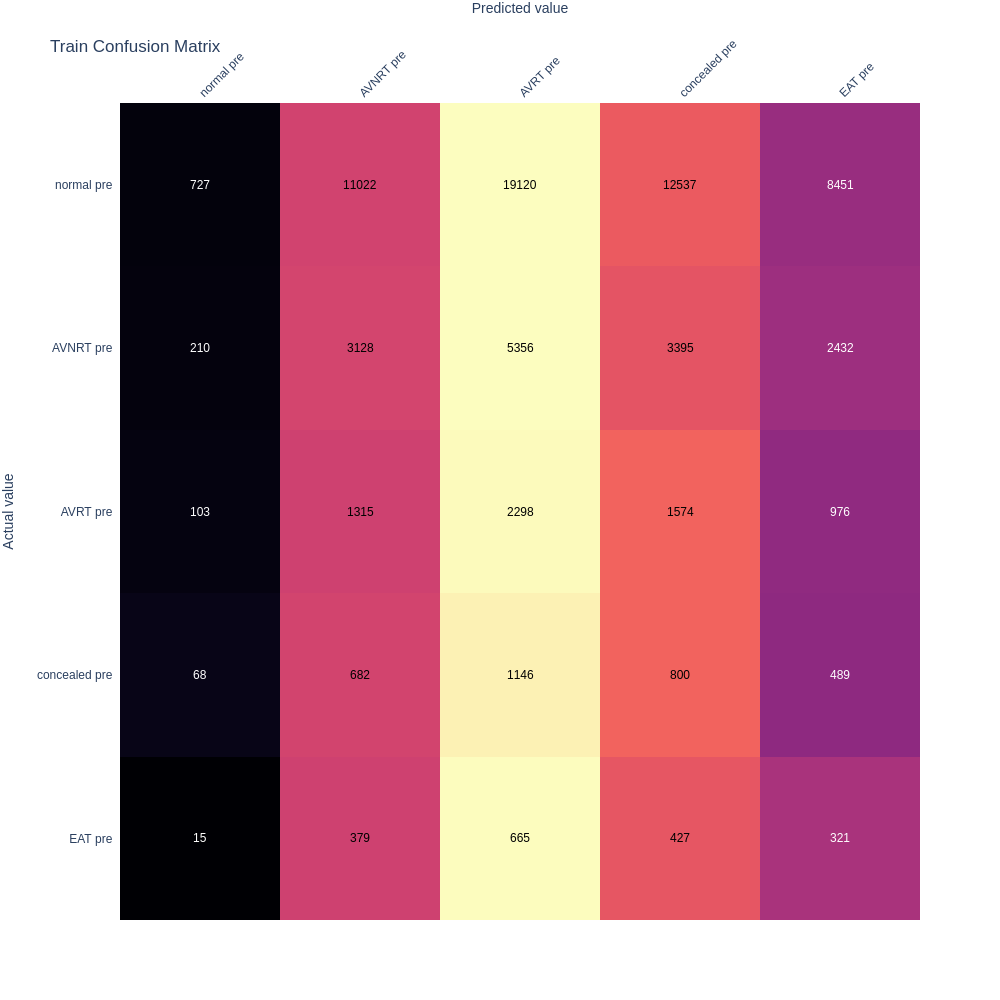 Predicted value
Train Confusion Matrix
normal pre AVNRT pre AVRT pre concealed pre EAT pre
normal pre 727 11022 19120 12537 8451
AVNRT pre 210 3128 5356 3395 2432
AVRT pre 103 1315 2298 1574 976
Actual value
concealed pre 68 682 1146 800 489
EAT pre 15 379 665 427 321